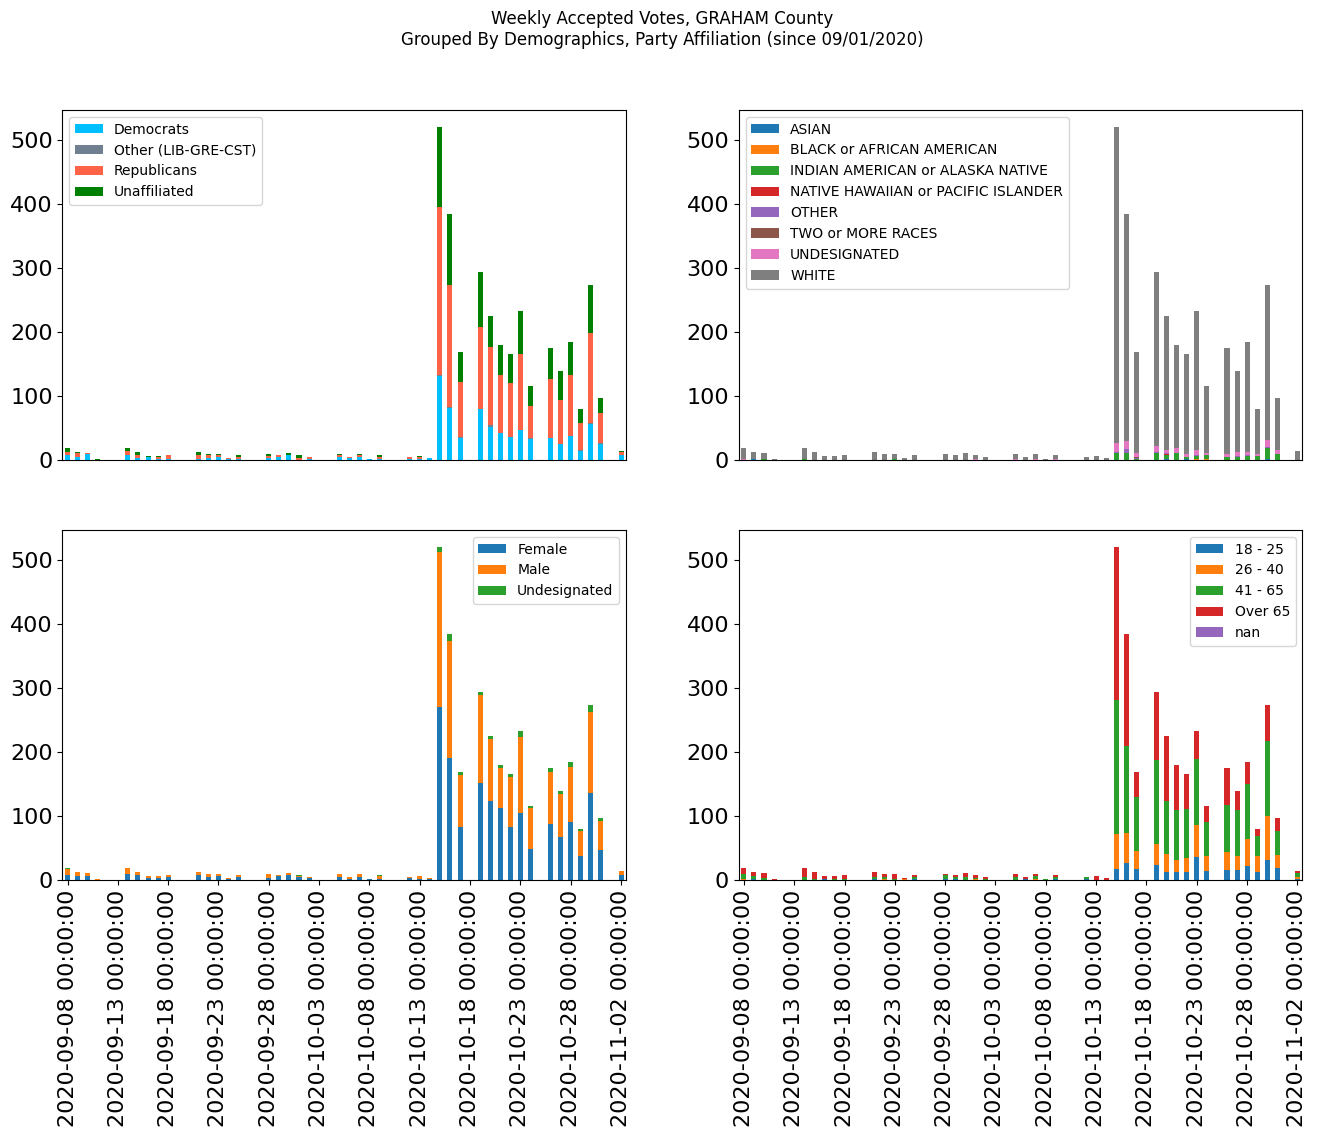 Weekly Accepted Votes, GRAHAM County
Grouped By Demographics, Party Affiliation (since 09/01/2020)
500
400
300
200
100
0
Democrats
Other (LIB-GRE-CST)
Republicans
Unaffiliated
500
400
300
200
100
0
ASIAN
BLACK or AFRICAN AMERICAN
INDIAN AMERICAN or ALASKA NATIVE
NATIVE HAWAIIAN or PACIFIC ISLANDER
OTHER
TWO or MORE RACES
UNDESIGNATED
WHITE
500
400
300
200
100
0
Female
Male
Undesignated
2020-09-08 00:00:00
2020-09-13 00:00:00
2020-09-18 00:00:00
2020-09-23 00:00:00
2020-09-28 00:00:00
2020-10-03 00:00:00
2020-10-08 00:00:00
2020-10-13 00:00:00
2020-10-18 00:00:00
2020-10-23 00:00:00
2020-10-28 00:00:00
2020-11-02 00:00:00
500
400
300
200
100
0
18 - 25
26 - 40
41 - 65
Over 65
nan
2020-09-08 00:00:00
2020-09-13 00:00:00
2020-09-18 00:00:00
2020-09-23 00:00:00
2020-09-28 00:00:00
2020-10-03 00:00:00
2020-10-08 00:00:00
2020-10-13 00:00:00
2020-10-18 00:00:00
2020-10-23 00:00:00
2020-10-28 00:00:00
2020-11-02 00:00:00